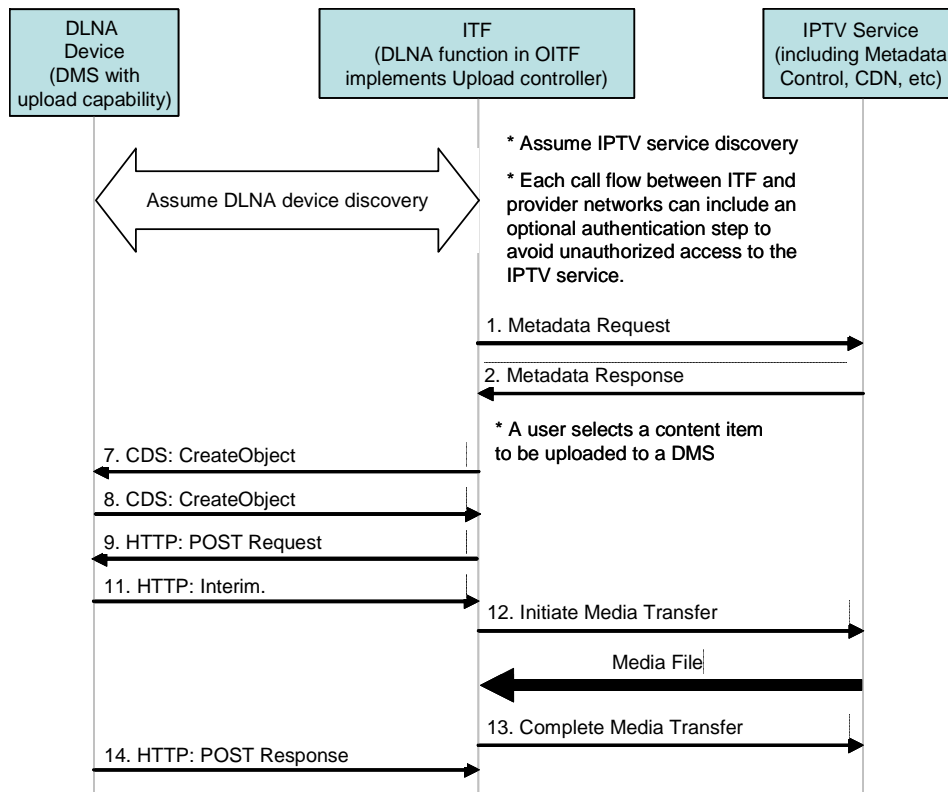 DLNA
Device
(DMS with
upload capability)
ITF
(DLNA function in OITF
implements Upload controller)
IPTV Service
(including Metadata
Control, CDN, etc)
Assume DLNA device discovery
* Assume IPTV service discovery
* Each call flow between ITF and
provider networks can include an
optional authentication step to
avoid unauthorized access to the
IPTV service.
1. Metadata Request
2. Metadata Response
* A user selects a content item
to be uploaded to a DMS
7. CDS: CreateObject
8. CDS: CreateObject
9. HTTP: POST Request
11. HTTP: Interim.
12. Initiate Media Transfer
Media File
13. Complete Media Transfer
14. HTTP: POST Response